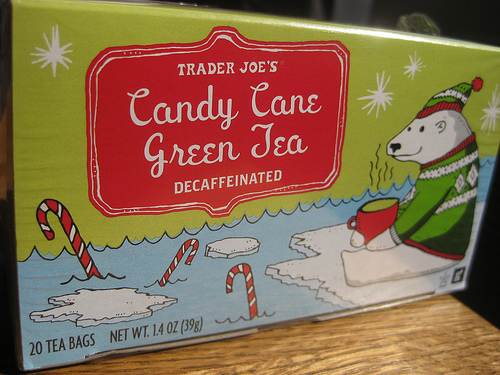 TRADER JOE'S
Candy Cane
Green Tea
DECAFFEINATED
20 TEA BAGS NET WT. 1.4 OZ (39g)